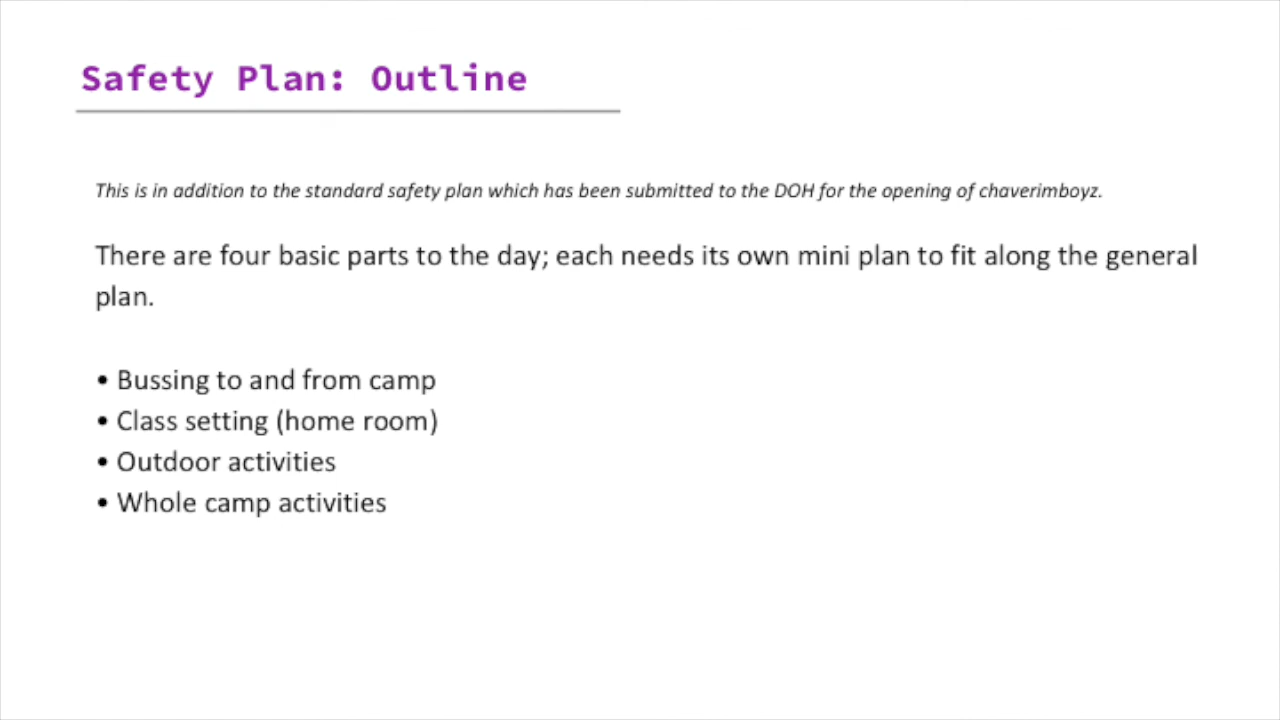 Safety Plan: Outline
This is in addition to the standard safety plan which has been submitted to the DOH for the opening of chaverimboyz.
There are four basic parts to the day; each needs its own mini plan to fit along the general
plan.
• Bussing to and from camp
• Class setting (home room)
• Outdoor activities
• Whole camp activities